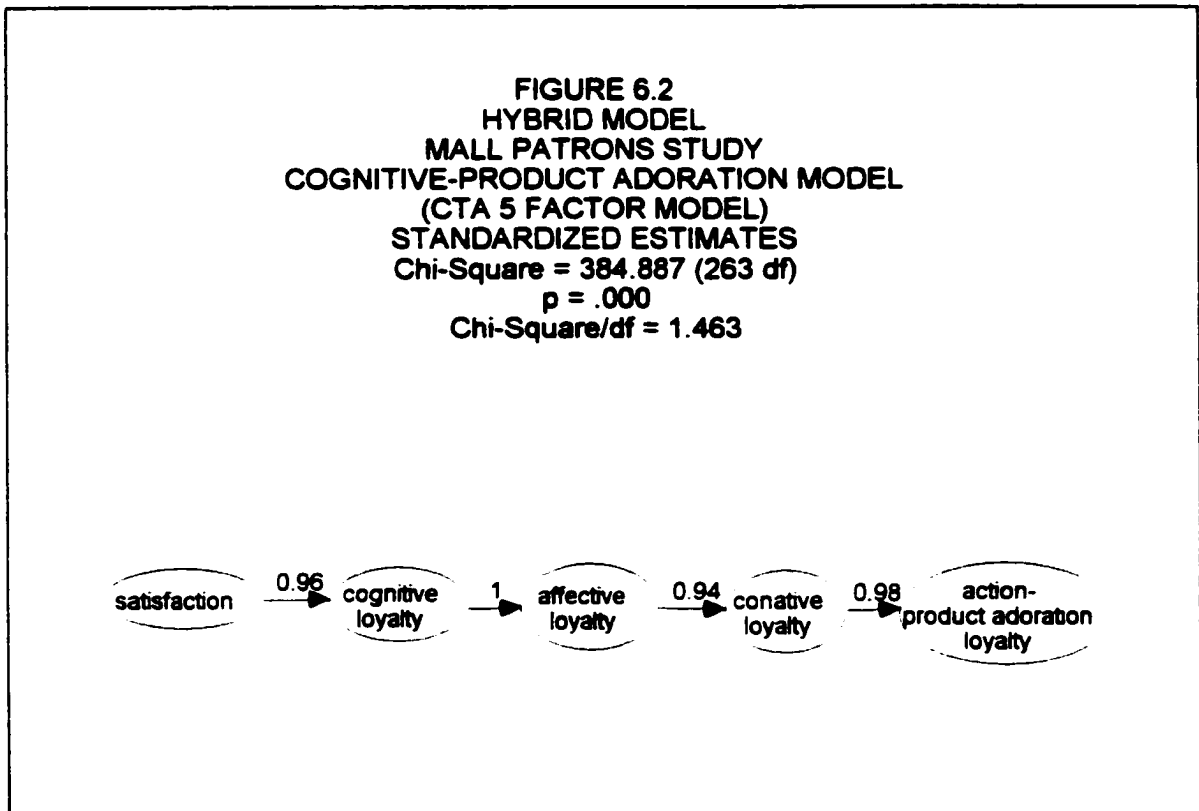 FIGURE 6.2
HYBRID MODEL
MALL PATRONS STUDY
COGNITIVE-PRODUCT ADORATION MODEL
(CTA 5 FACTOR MODEL)
STANDARDIZED ESTIMATES
Chi-Square = 384.887 (263 df)
p = .000
Chi-Square/df = 1.463
satisfaction
0.96
cognitive
loyalty
1
affective
loyalty
0.94
conative
loyalty
0.98
action-
product adoration
loyalty